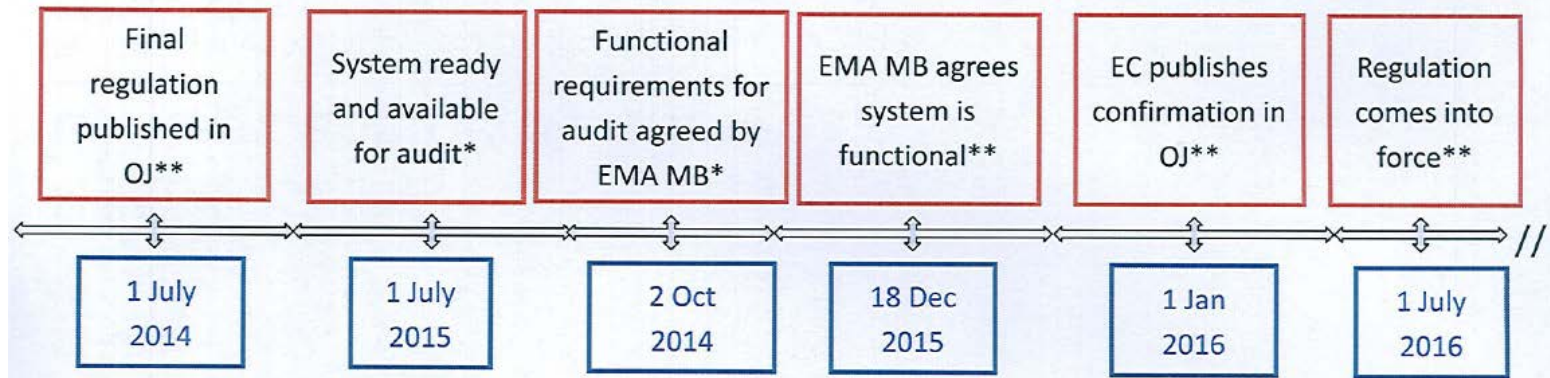 Final
regulation
published in
OJ**
System ready
and available
for audit*
Functional
requirements for
audit agreed by
EMA MB*
EMA MB agrees
system is
functional**
EC publishes
confirmation in
OJ**
Regulation
comes into
force**
//
1 July
2014
1 July
2015
2 Oct
2014
18 Dec
2015
1 Jan
2016
1 July
2016